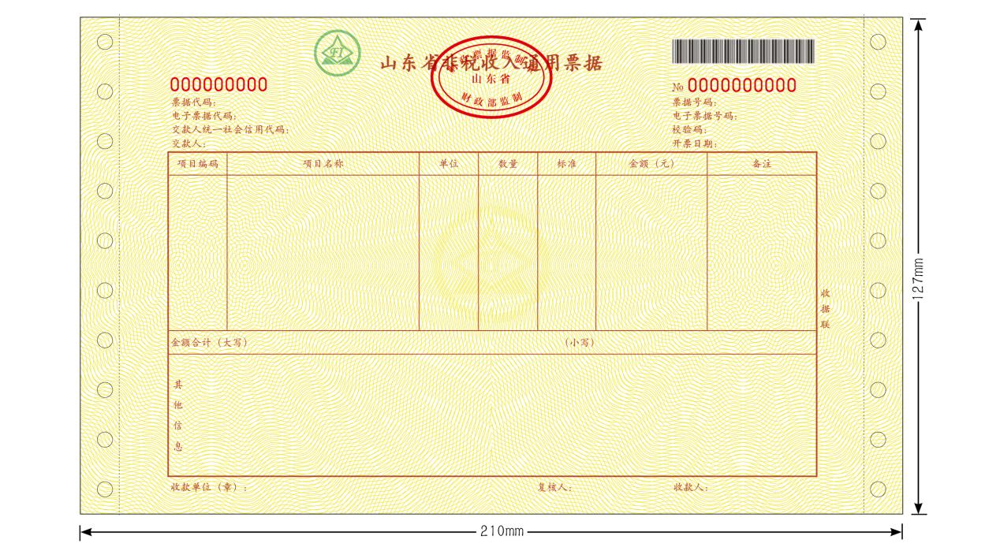 山东省非税收入通用票据
FI
财政票据监制章
山东省
财政部监制
000000000
№ 0000000000
票据代码：
票据号码：
电子票据代码：
电子票据号码：
交款人统一社会信用代码：
校验码：
交款人：
开票日期：
项目编码 项目名称 单位 数量 标准 金额（元） 备注
收据联
金额合计（大写） （小写）
其他信息
收款单位（章）： 复核人： 收款人：
127mm
210mm